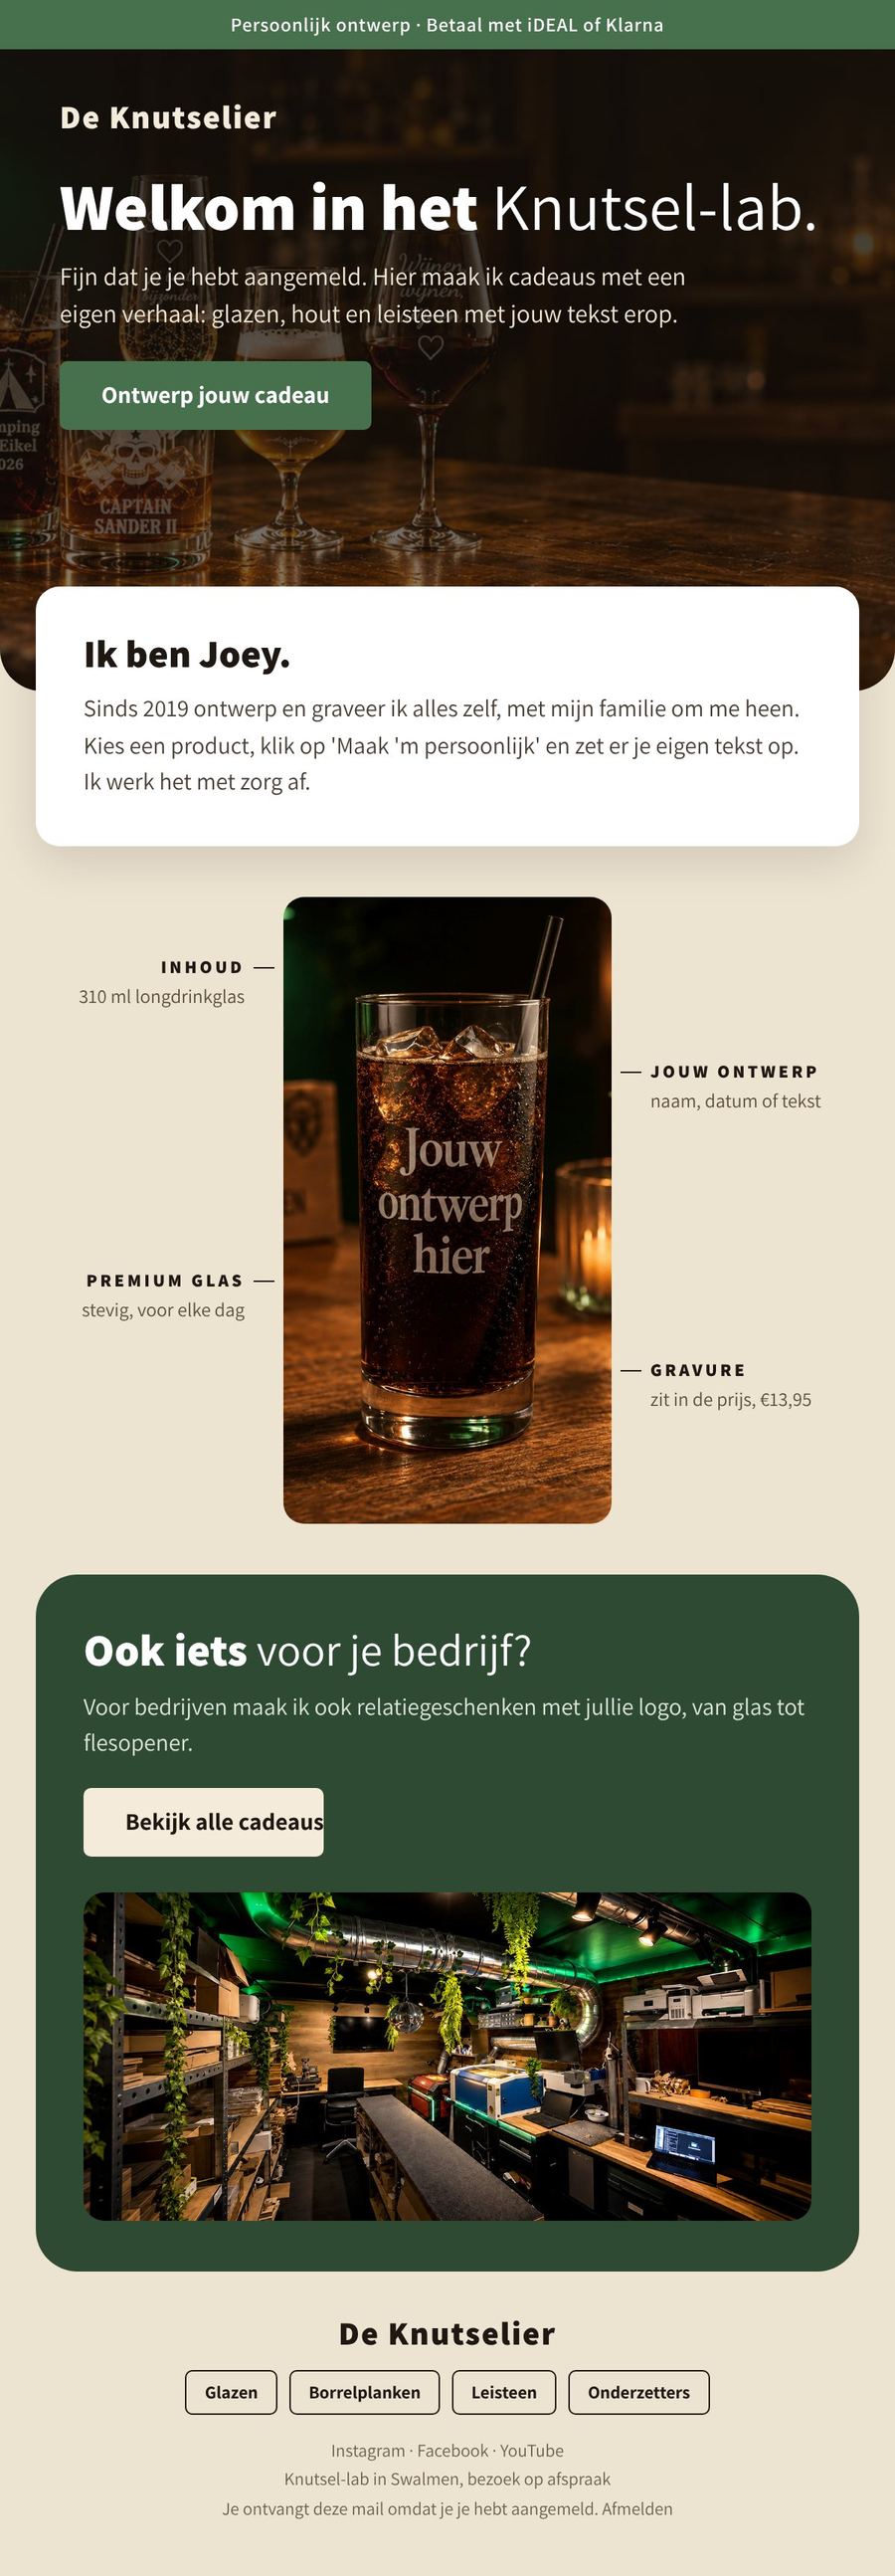 Persoonlijk ontwerp · Betaal met iDEAL of Klarna
De Knutselier
Welkom in het Knutsel-lab.
Fijn dat je je hebt aangemeld. Hier maak ik cadeaus met een
eigen verhaal: glazen, hout en leisteen met jouw tekst erop.
Wijnen
wijnen,
bijzonder
Ontwerp jouw cadeau
mping
Eikel
026
CAPTAIN
SANDER II
Ik ben Joey.
Sinds 2019 ontwerp en graveer ik alles zelf, met mijn familie om me heen.
Kies een product, klik op 'Maak 'm persoonlijk' en zet er je eigen tekst op.
Ik werk het met zorg af.
INHOUD
310 ml longdrinkglas
JOUW ONTWERP
naam, datum of tekst
Jouw
ontwerp
hier
PREMIUM GLAS
stevig, voor elke dag
GRAVURE
zit in de prijs, €13,95
Ook iets voor je bedrijf?
Voor bedrijven maak ik ook relatiegeschenken met jullie logo, van glas tot
flesopener.
Bekijk alle cadeaus
De Knutselier
Glazen Borrelplanken Leisteen Onderzetters
Instagram · Facebook · YouTube
Knutsel-lab in Swalmen, bezoek op afspraak
Je ontvangt deze mail omdat je je hebt aangemeld. Afmelden